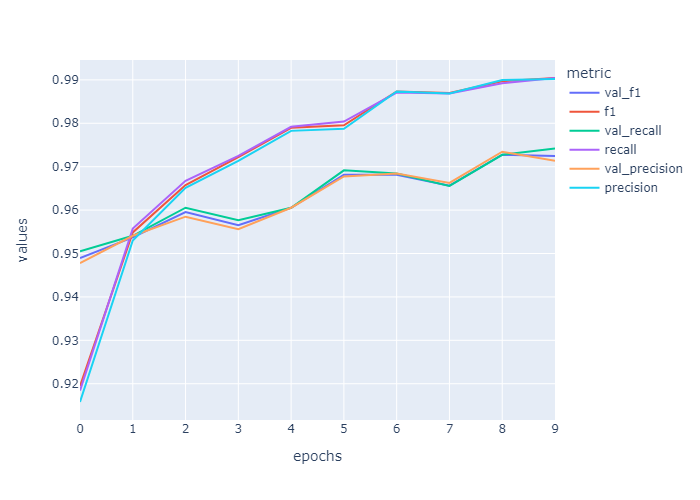 values
0.99
0.98
0.97
0.96
0.95
0.94
0.93
0.92
0 1 2 3 4 5 6 7 8 9
epochs
metric
val_f1
f1
val_recall
recall
val_precision
precision